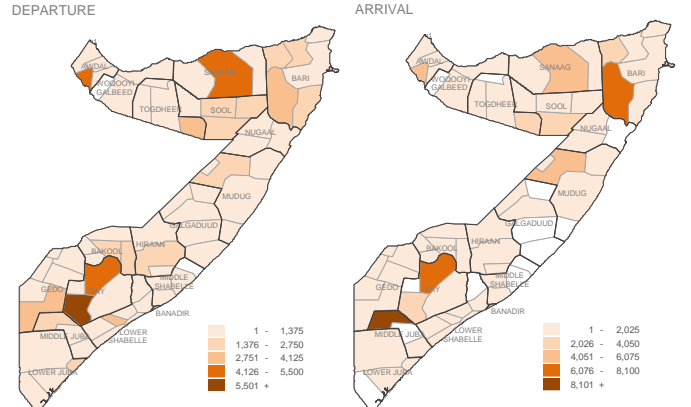 DEPARTURE
AWDAL
WOQOOYI
GALBEED
TOGDHEER
SANAAG
SOOL
BARI
NUGAAL
MUDUG
GALGADUUD
HIRAAN
BAKOOL
GEDO
BAY
MIDDLE
SHABELLE
BANADIR
LOWER
SHABELLE
MIDDLE JUBA
LOWER JUBA
1 - 1,375
1,376 - 2,750
2,751 - 4,125
4,126 - 5,500
5,501 +
ARRIVAL
AWDAL
WOQOOYI
GALBEED
TOGDHEER
SANAAG
SOOL
BARI
NUGAAL
MUDUG
GALGADUUD
HIRAAN
BAKOOL
GEDO
BAY
MIDDLE
SHABELLE
BANADIR
LOWER
SHABELLE
MIDDLE JUBA
LOWER JUBA
1 - 2,025
2,026 - 4,050
4,051 - 6,075
6,076 - 8,100
8,101 +